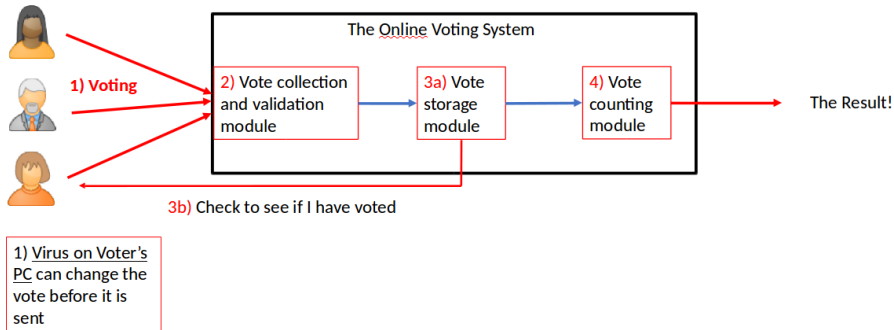 The Online Voting System
1) Voting
2) Vote collection
and validation
module
3a) Vote
storage
module
4) Vote
counting
module
The Result!
3b) Check to see if I have voted
1) Virus on Voter's
PC can change the
vote before it is
sent